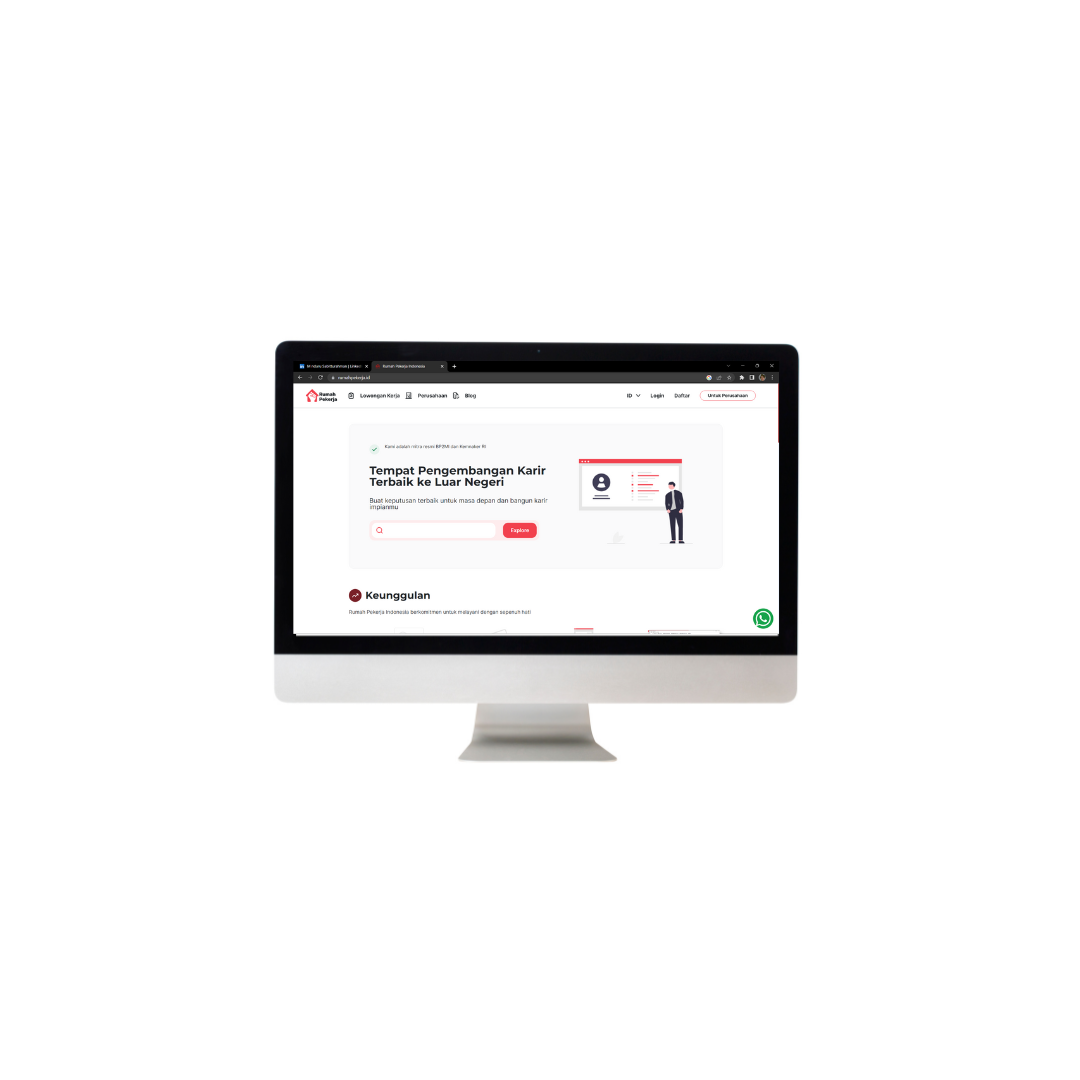 Rumah Pekerja Indonesia
rumahpekerja.id
Rumah
Pekerja
Lowongan Kerja
Perusahaan
Blog
ID
Login
Daftar
Untuk Perusahaan
Kami adalah mitra resmi BP2MI dan Kemnaker RI
Tempat Pengembangan Karir
Terbaik ke Luar Negeri
Buat keputusan terbaik untuk masa depan dan bangun karir
impianmu
Explore
Keunggulan
Rumah Pekerja Indonesia berkomitmen untuk melayani dengan sepenuh hati